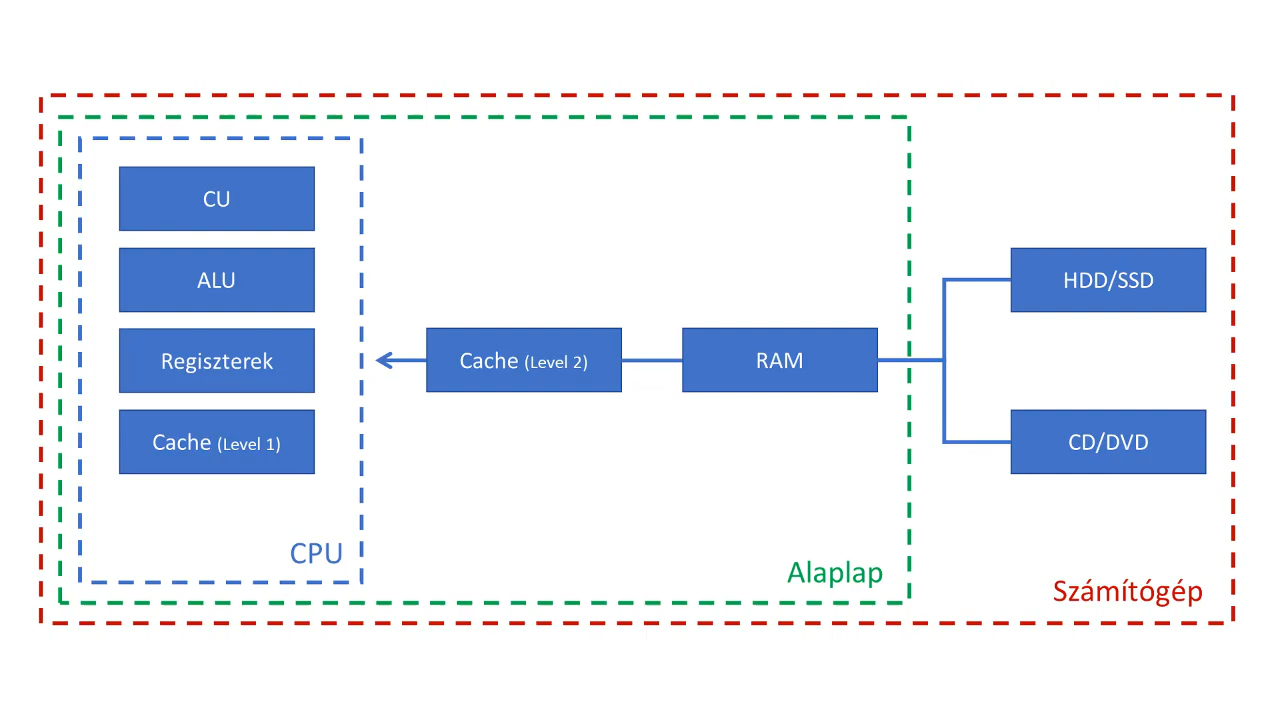 CU
ALU
Regiszterek
Cache (Level 1)
CPU
Cache (Level 2)
RAM
Alaplap
HDD/SSD
CD/DVD
Számítógép